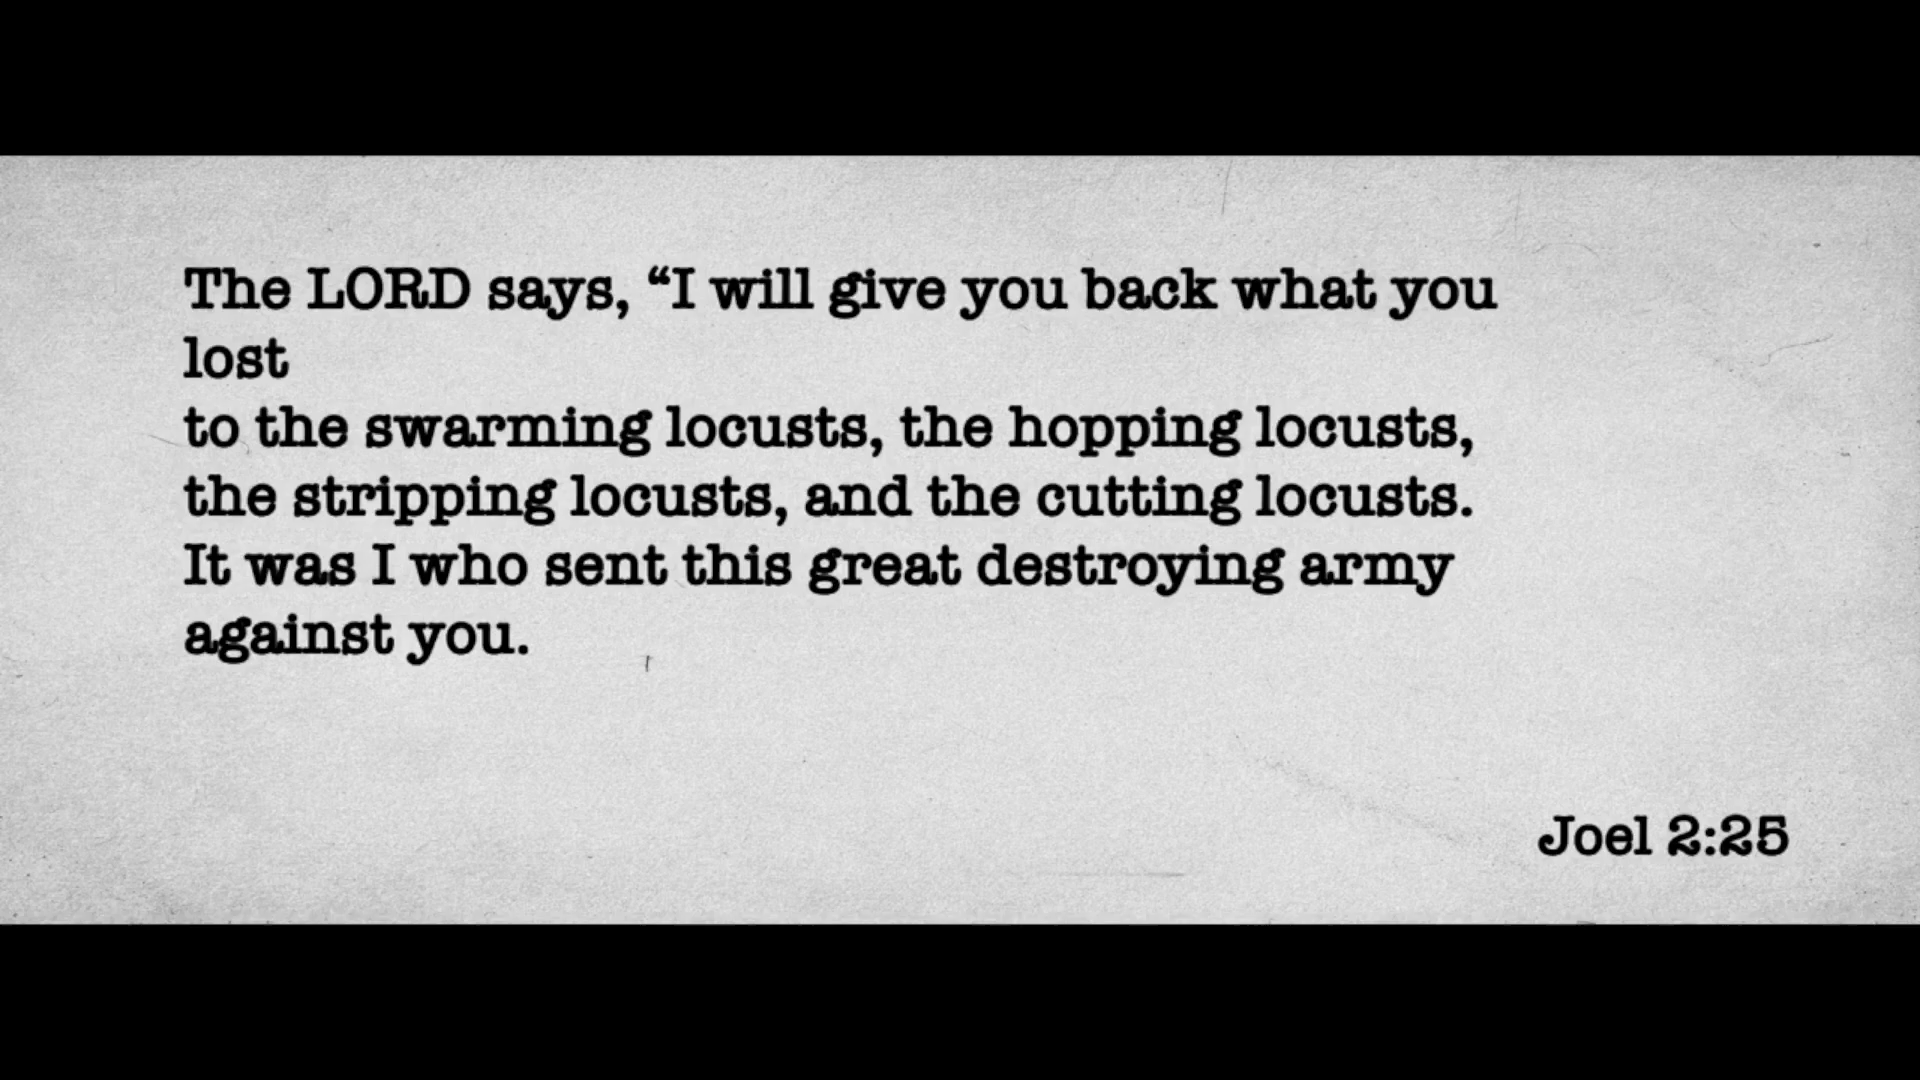 The LORD says, “I will give you back what you
lost
to the swarming locusts, the hopping locusts,
the stripping locusts, and the cutting locusts.
It was I who sent this great destroying army
against you.
Joel 2:25